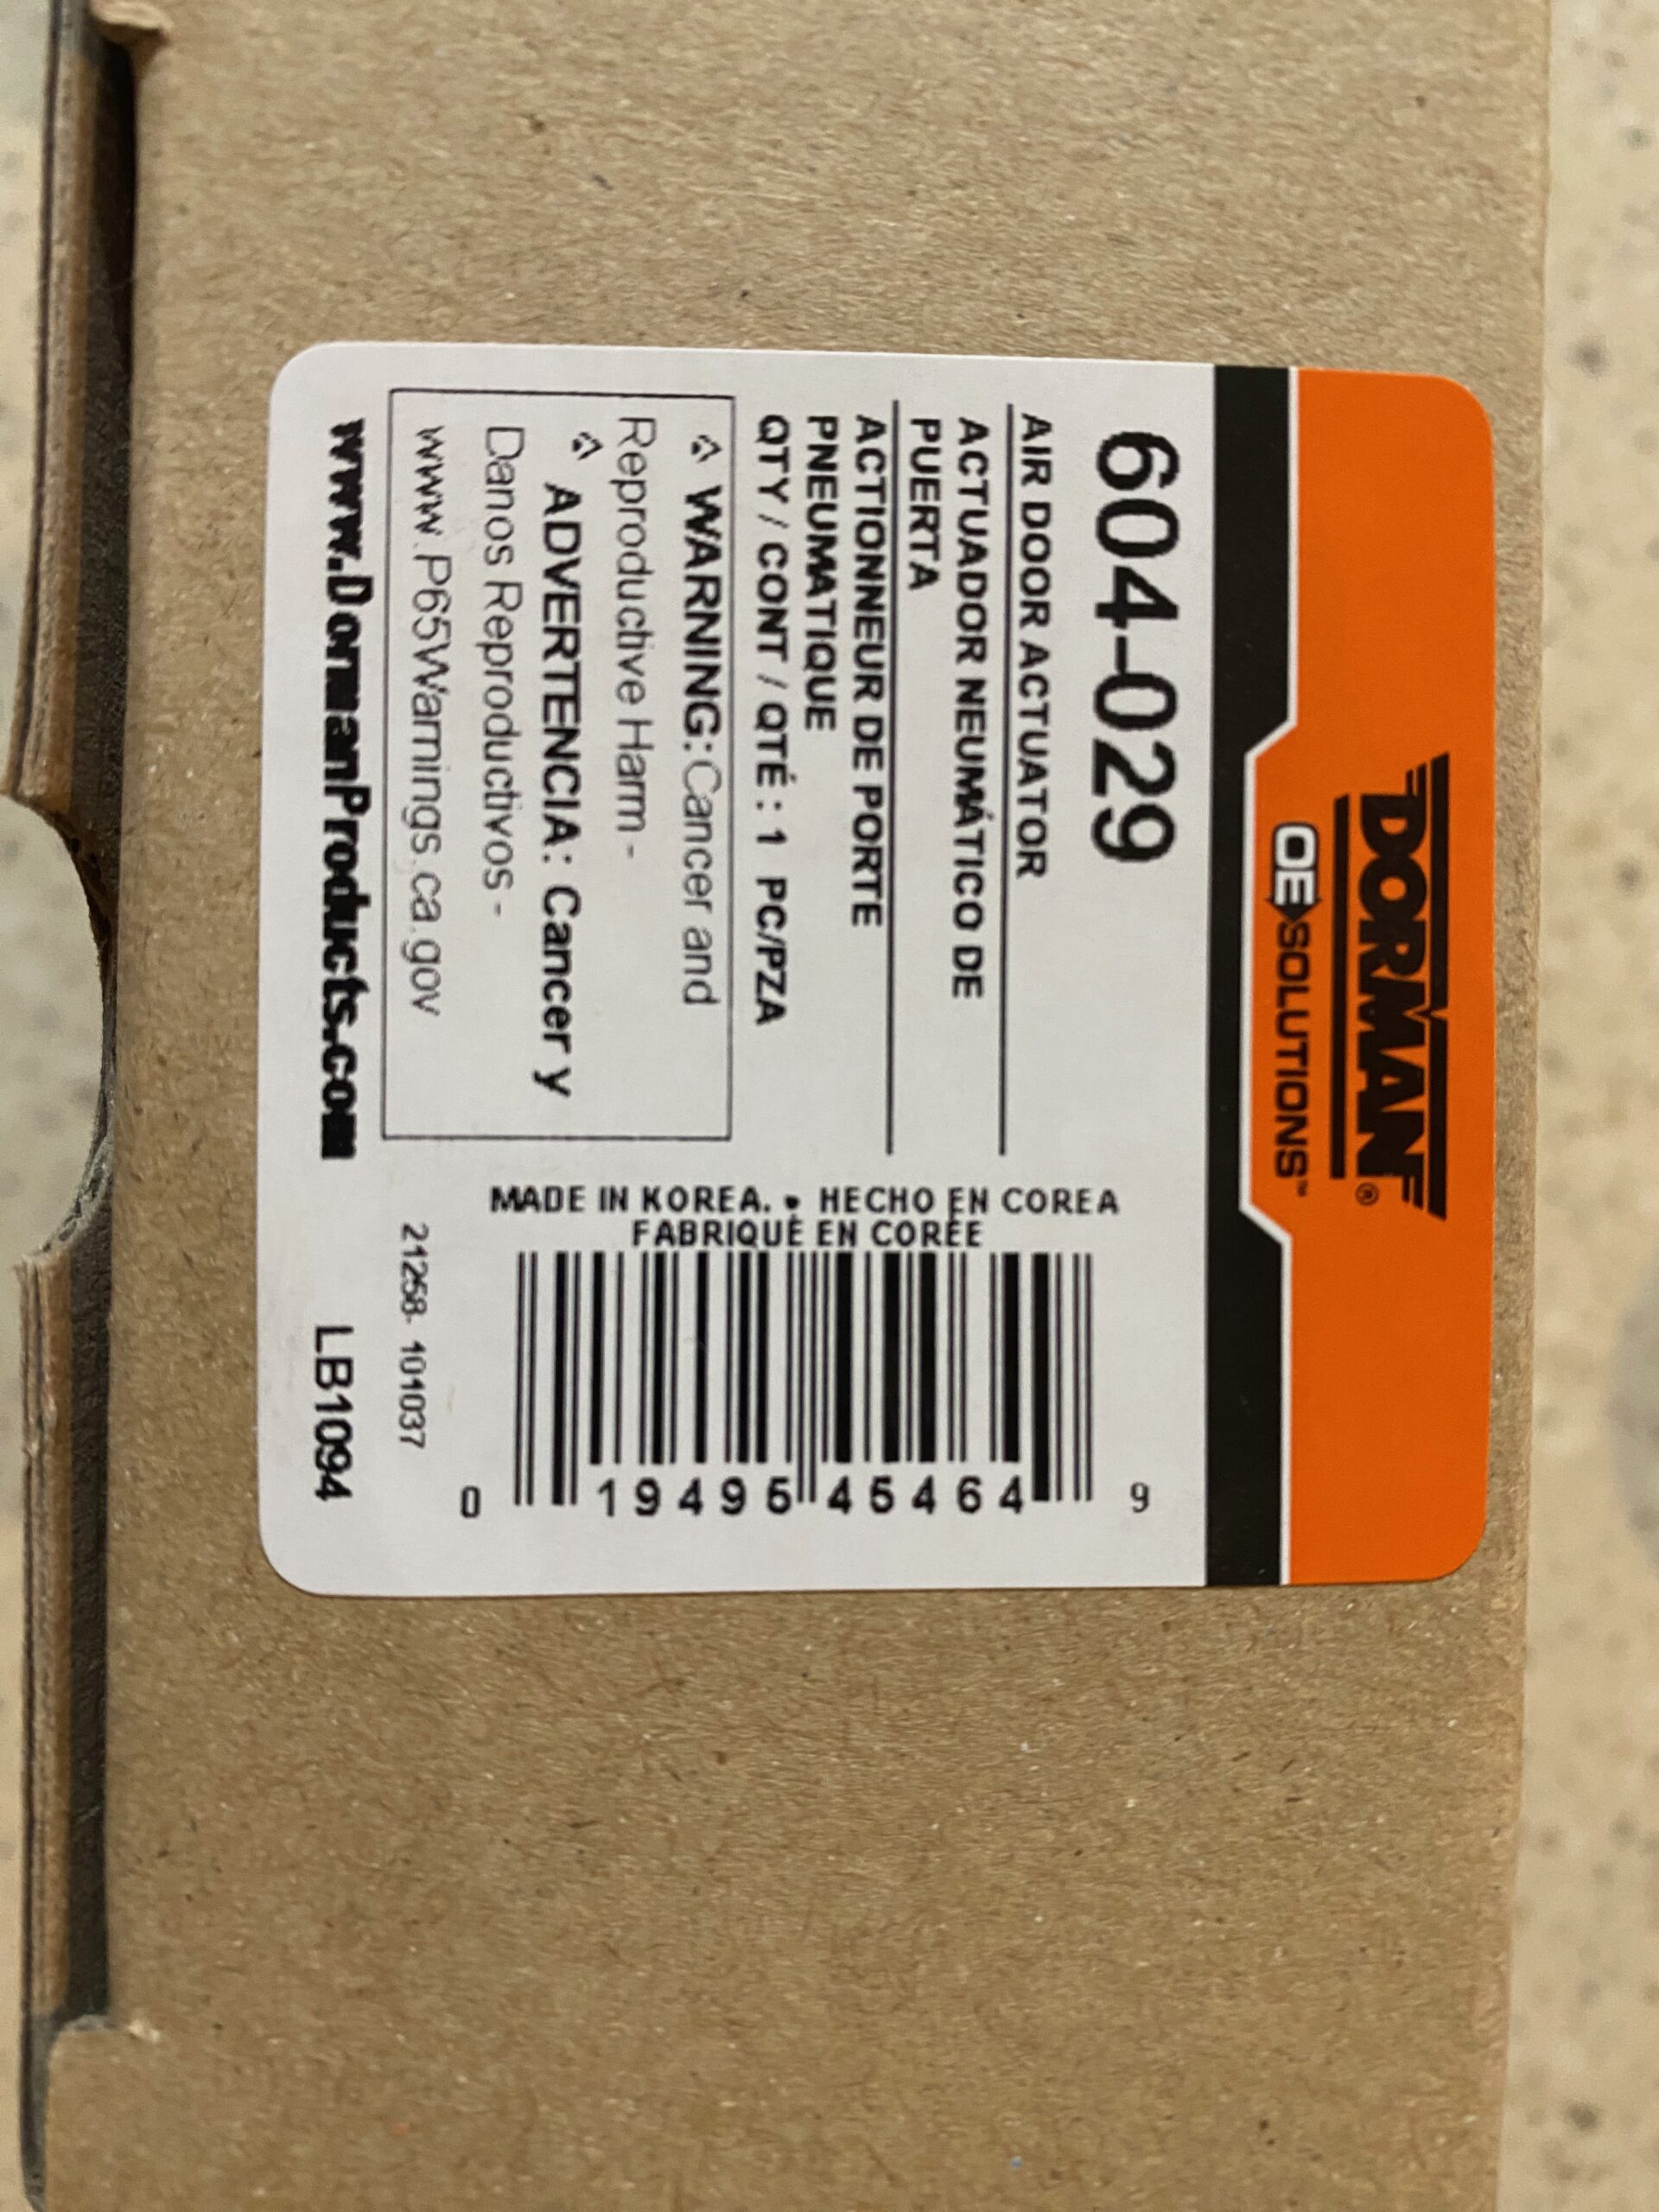 DORMAN®
OE SOLUTIONS™
604-029
AIR DOOR ACTUATOR
ACTUADOR NEUMÁTICO DE
PUERTA
ACTIONNEUR DE PORTE
PNEUMATIQUE
QTY / CONT / QTÉ : 1 PC/PZA
WARNING: Cancer and
Reproductive Harm -
ADVERTENCIA: Cancer y
Danos Reproductivos -
www.P65Warnings.ca.gov
www.DormanProducts.com
MADE IN KOREA. • HECHO EN COREA
FABRIQUÉ EN CORÉE
0 19495 45464 9
21258- 101037
LB1094